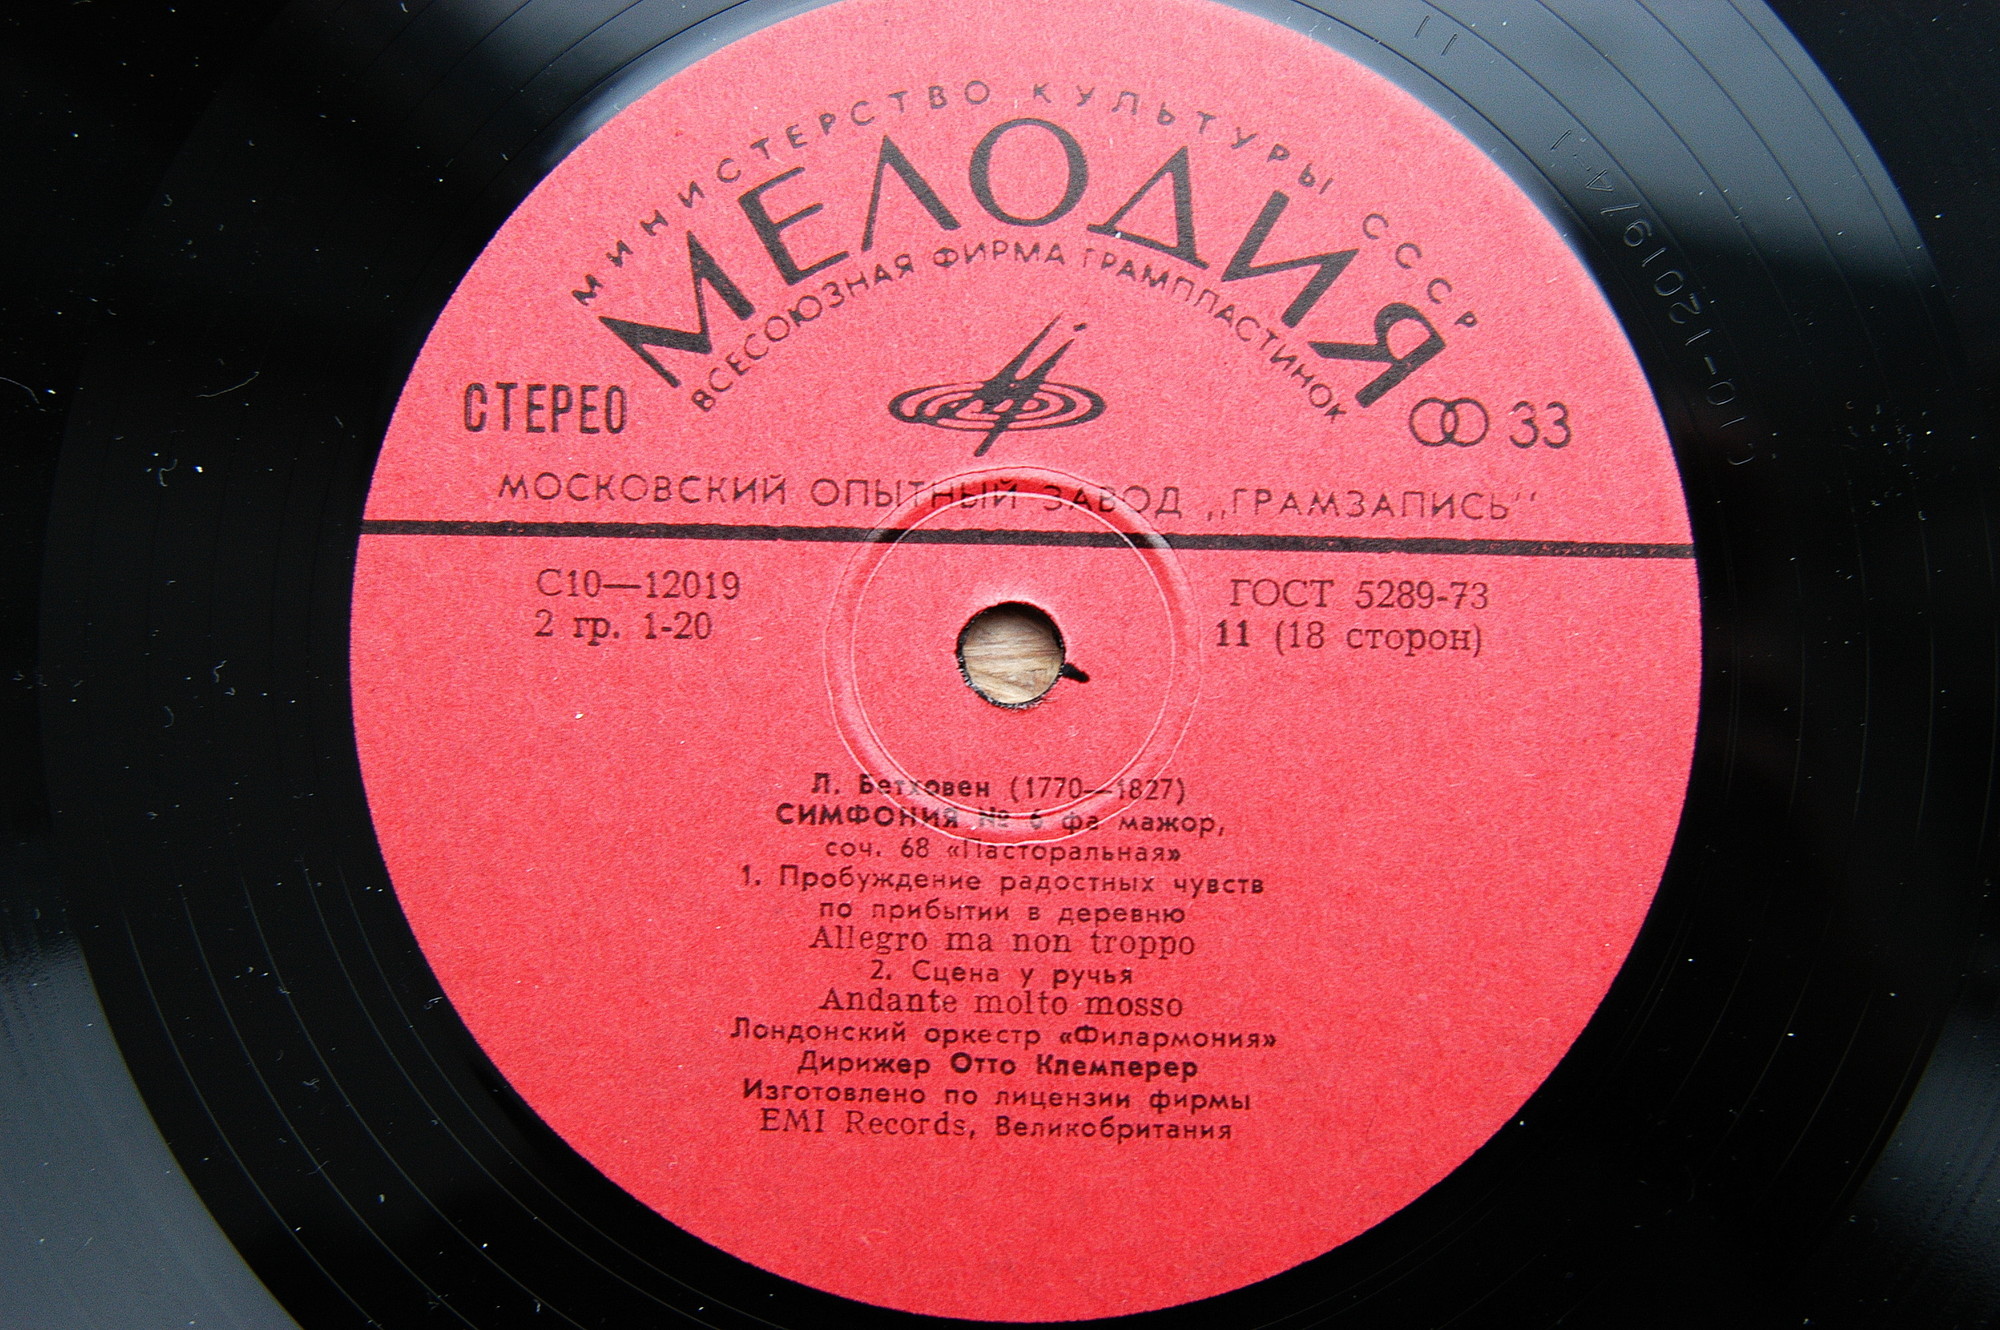 МИНИСТЕРСТВО КУЛЬТУРЫ СССР
МЕЛОДИЯ
ВСЕСОЮЗНАЯ ФИРМА ГРАМПЛАСТИНОК
СТЕРЕО
33
МОСКОВСКИЙ ОПЫТНЫЙ ЗАВОД „ГРАМЗАПИСЬ"
С10—12019
2 гр. 1-20
ГОСТ 5289-73
11 (18 сторон)
Л. Бетховен (1770—1827)
СИМФОНИЯ № 6 фа мажор,
соч. 68 «Пасторальная»
1. Пробуждение радостных чувств
по прибытии в деревню
Allegro ma non troppo
2. Сцена у ручья
Andante molto mosso
Лондонский оркестр «Филармония»
Дирижер Отто Клемперер
Изготовлено по лицензии фирмы
EMI Records, Великобритания